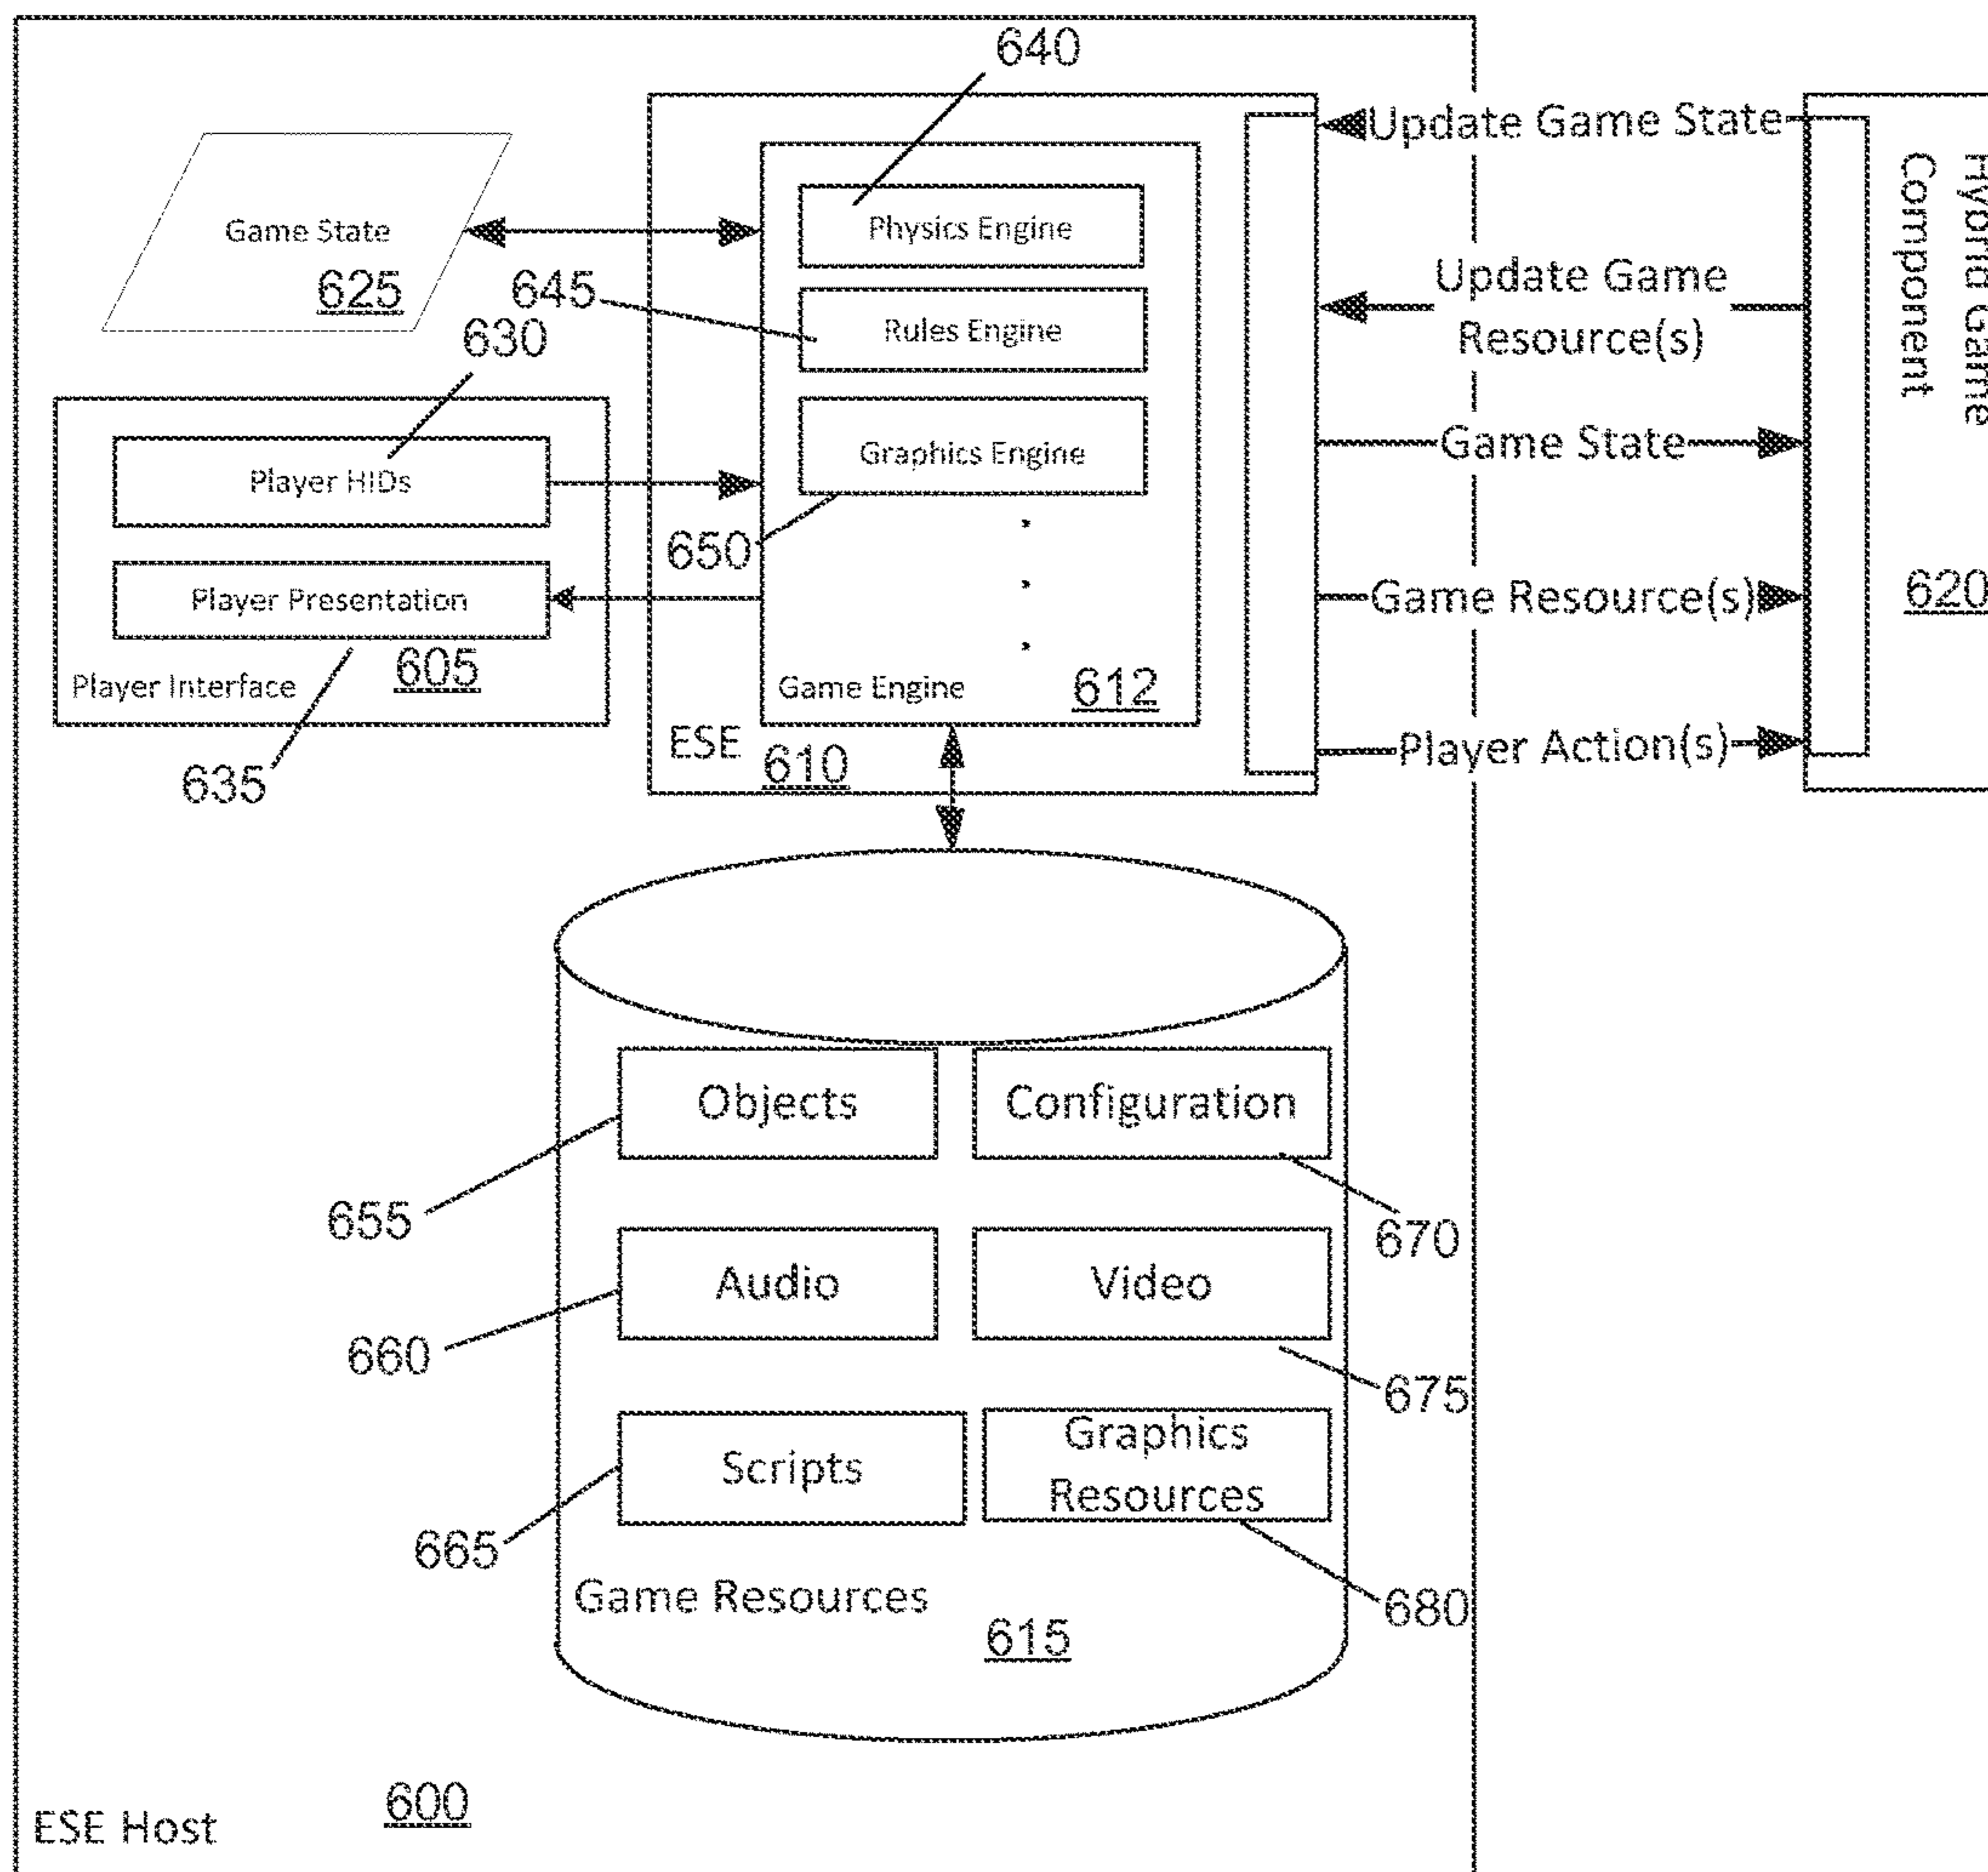 640
Update Game State
Game State
625
Physics Engine
645
Rules Engine
Update Game
Resource(s)
Hybrid Game
Component
630
Player HIDs
Graphics Engine
Game State
650
Player Presentation
605
Player Interface
635
Game Engine
612
Game Resource(s)
620
ESE
610
Player Action(s)
Objects
Configuration
655
670
Audio
Video
660
675
Scripts
Graphics
Resources
665
680
Game Resources
615
ESE Host
600